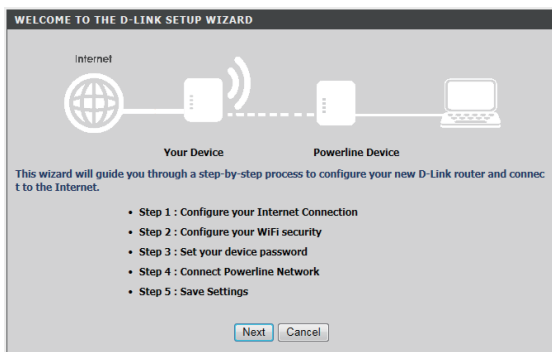 WELCOME TO THE D-LINK SETUP WIZARD
Internet
Your Device
Powerline Device
This wizard will guide you through a step-by-step process to configure your new D-Link router and connec
t to the Internet.
• Step 1 : Configure your Internet Connection
• Step 2 : Configure your WiFi security
• Step 3 : Set your device password
• Step 4 : Connect Powerline Network
• Step 5 : Save Settings
Next
Cancel